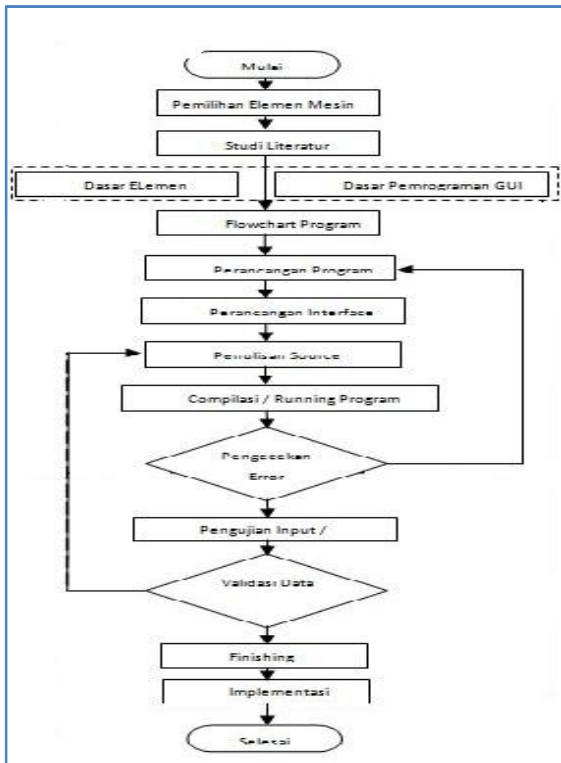 Mulai
Pemilihan Elemen Mesin
Studi Literatur
Dasar ELemen
Dasar Pemrograman GUI
Flowchart Program
Perancangan Program
Perancangan Interface
Penulisan Source
Compilasi / Running Program
Pengecekan
Error
Pengujian Input /
Validasi Data
Finishing
Implementasi
Selesai